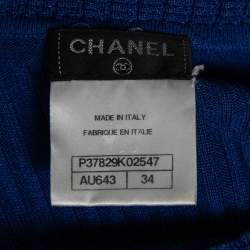 CHANEL
MADE IN ITALY
FABRIQUE EN ITALIE
P37829K02547
AU643 34